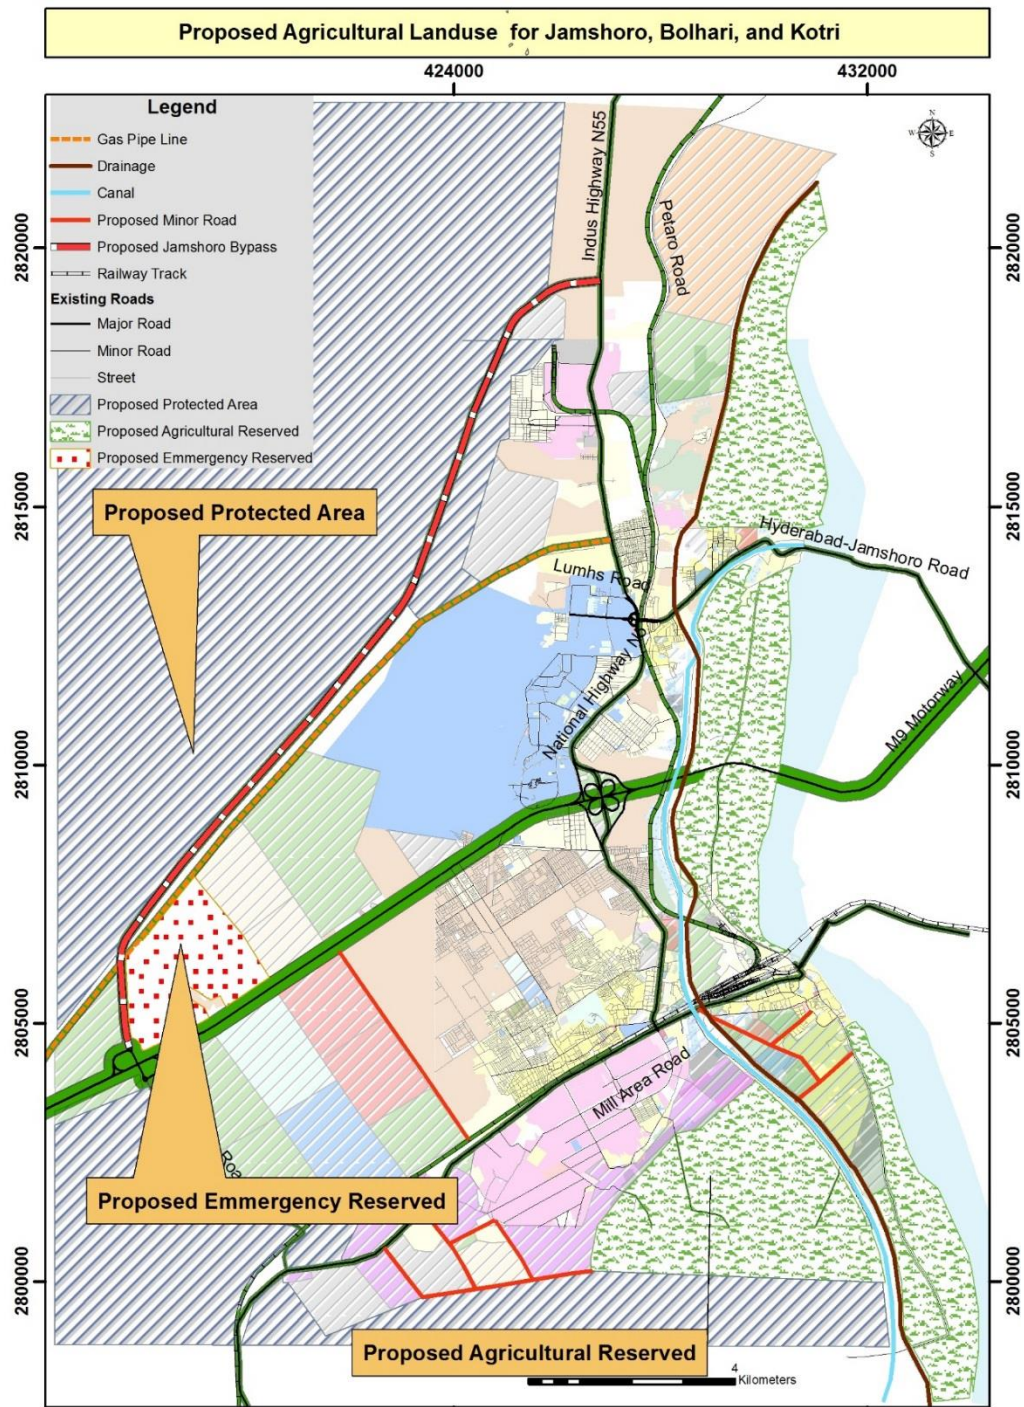 Proposed Agricultural Landuse for Jamshoro, Bolhari, and Kotri
424000
432000
Legend
Gas Pipe Line
Drainage
Canal
Proposed Minor Road
Proposed Jamshoro Bypass
Railway Track
Existing Roads
Major Road
Minor Road
Street
Proposed Protected Area
Proposed Agricultural Reserved
Proposed Emmergency Reserved
N
W E
S
Indus Highway N55
Petaro Road
2820000
2820000
2815000
2815000
Proposed Protected Area
Hyderabad-Jamshoro Road
Lumhs Road
National Highway
M9 Motorway
2810000
2810000
2805000
2805000
Mill Area Road
Proposed Emmergency Reserved
2800000
2800000
Proposed Agricultural Reserved
4
Kilometers